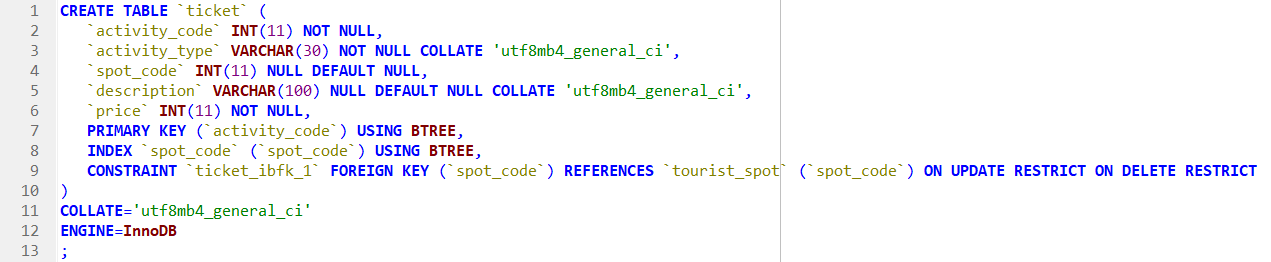 1 CREATE TABLE `ticket` (
2 `activity_code` INT(11) NOT NULL,
3 `activity_type` VARCHAR(30) NOT NULL COLLATE 'utf8mb4_general_ci',
4 `spot_code` INT(11) NULL DEFAULT NULL,
5 `description` VARCHAR(100) NULL DEFAULT NULL COLLATE 'utf8mb4_general_ci',
6 `price` INT(11) NOT NULL,
7 PRIMARY KEY (`activity_code`) USING BTREE,
8 INDEX `spot_code` (`spot_code`) USING BTREE,
9 CONSTRAINT `ticket_ibfk_1` FOREIGN KEY (`spot_code`) REFERENCES `tourist_spot` (`spot_code`) ON UPDATE RESTRICT ON DELETE RESTRICT
10 )
11 COLLATE='utf8mb4_general_ci'
12 ENGINE=InnoDB
13 ;